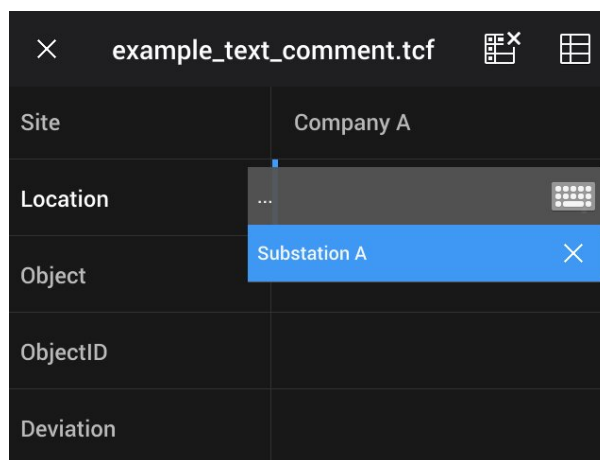 example_text_comment.tcf
Site
Company A
Location
...
Substation A
Object
ObjectID
Deviation